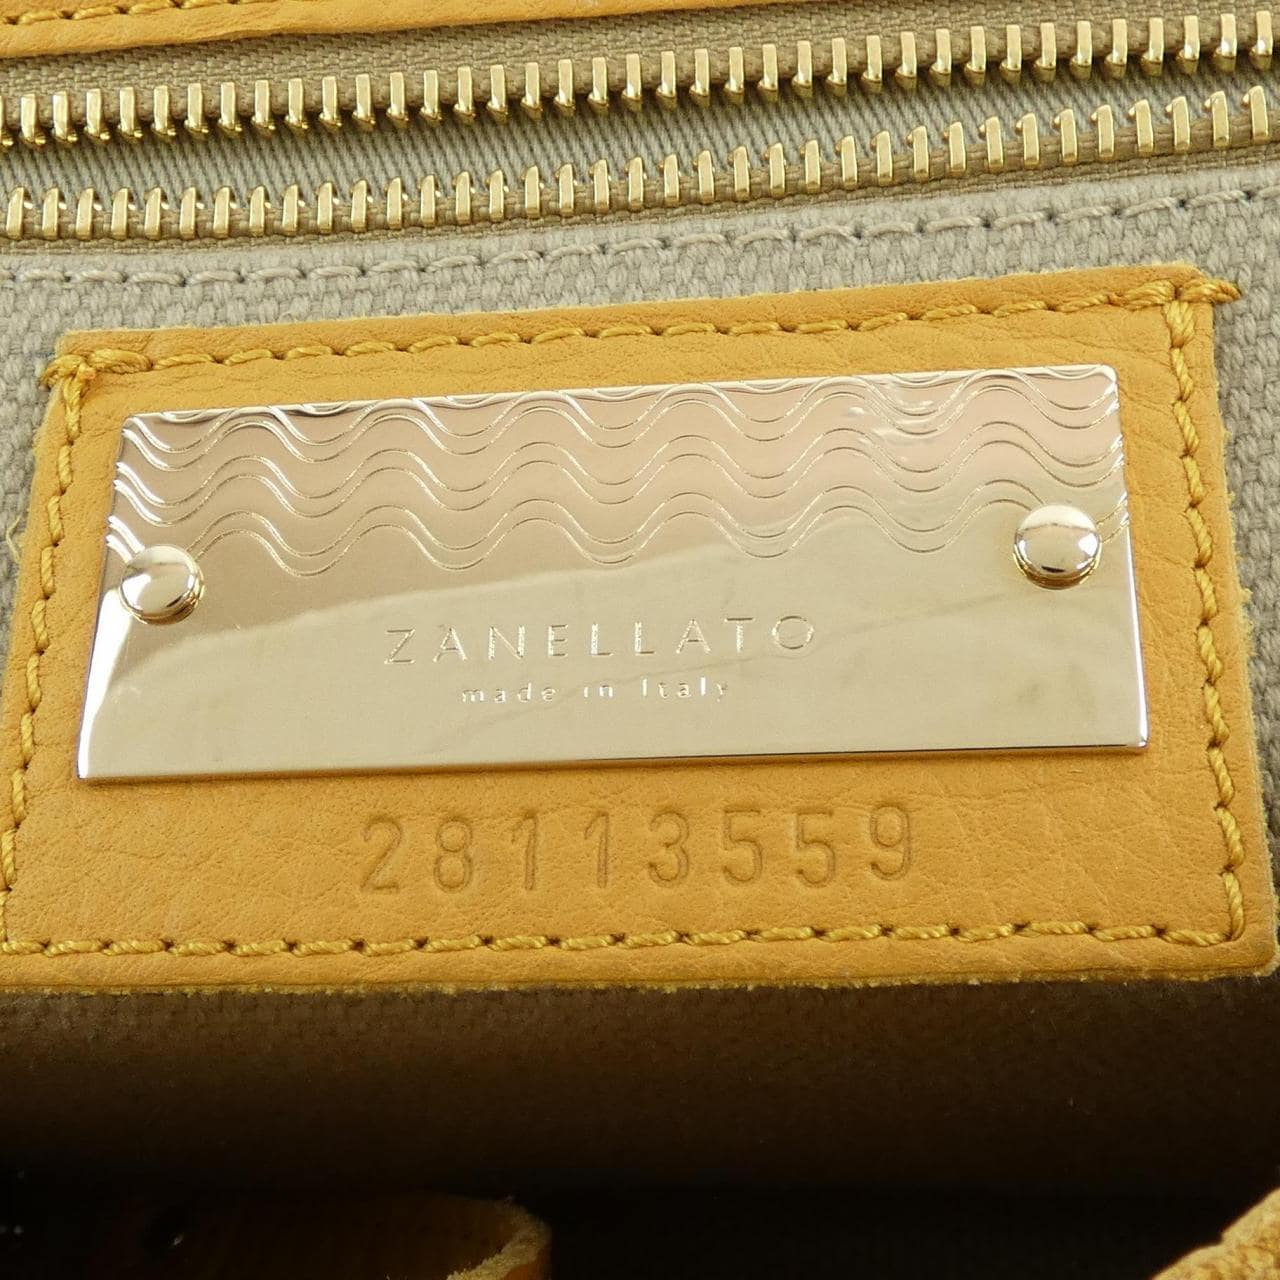 ZANELLATO
made in Italy
28113559